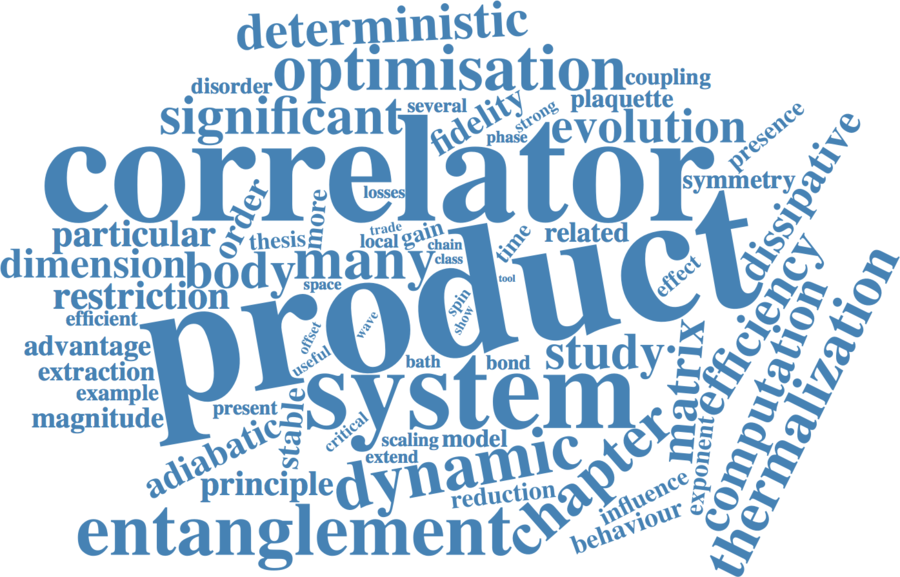 deterministic
optimisation
disorder
coupling
significant
several
fidelity
strong
plaquette
phase
evolution
presence
correlator
losses
symmetry
dissipative
particular
order
thesis
more
trade
local
gain
chain
class
time
related
dimension
body
many
space
tool
product
effect
restriction
efficient
spin
show
wave
offset
useful
advantage
extraction
example
magnitude
bath
bond
study
matrix
efficiency
computation
thermalization
system
present
stable
critical
adiabatic
scaling
model
extend
principle
dynamic
reduction
chapter
exponent
influence
behaviour
entanglement